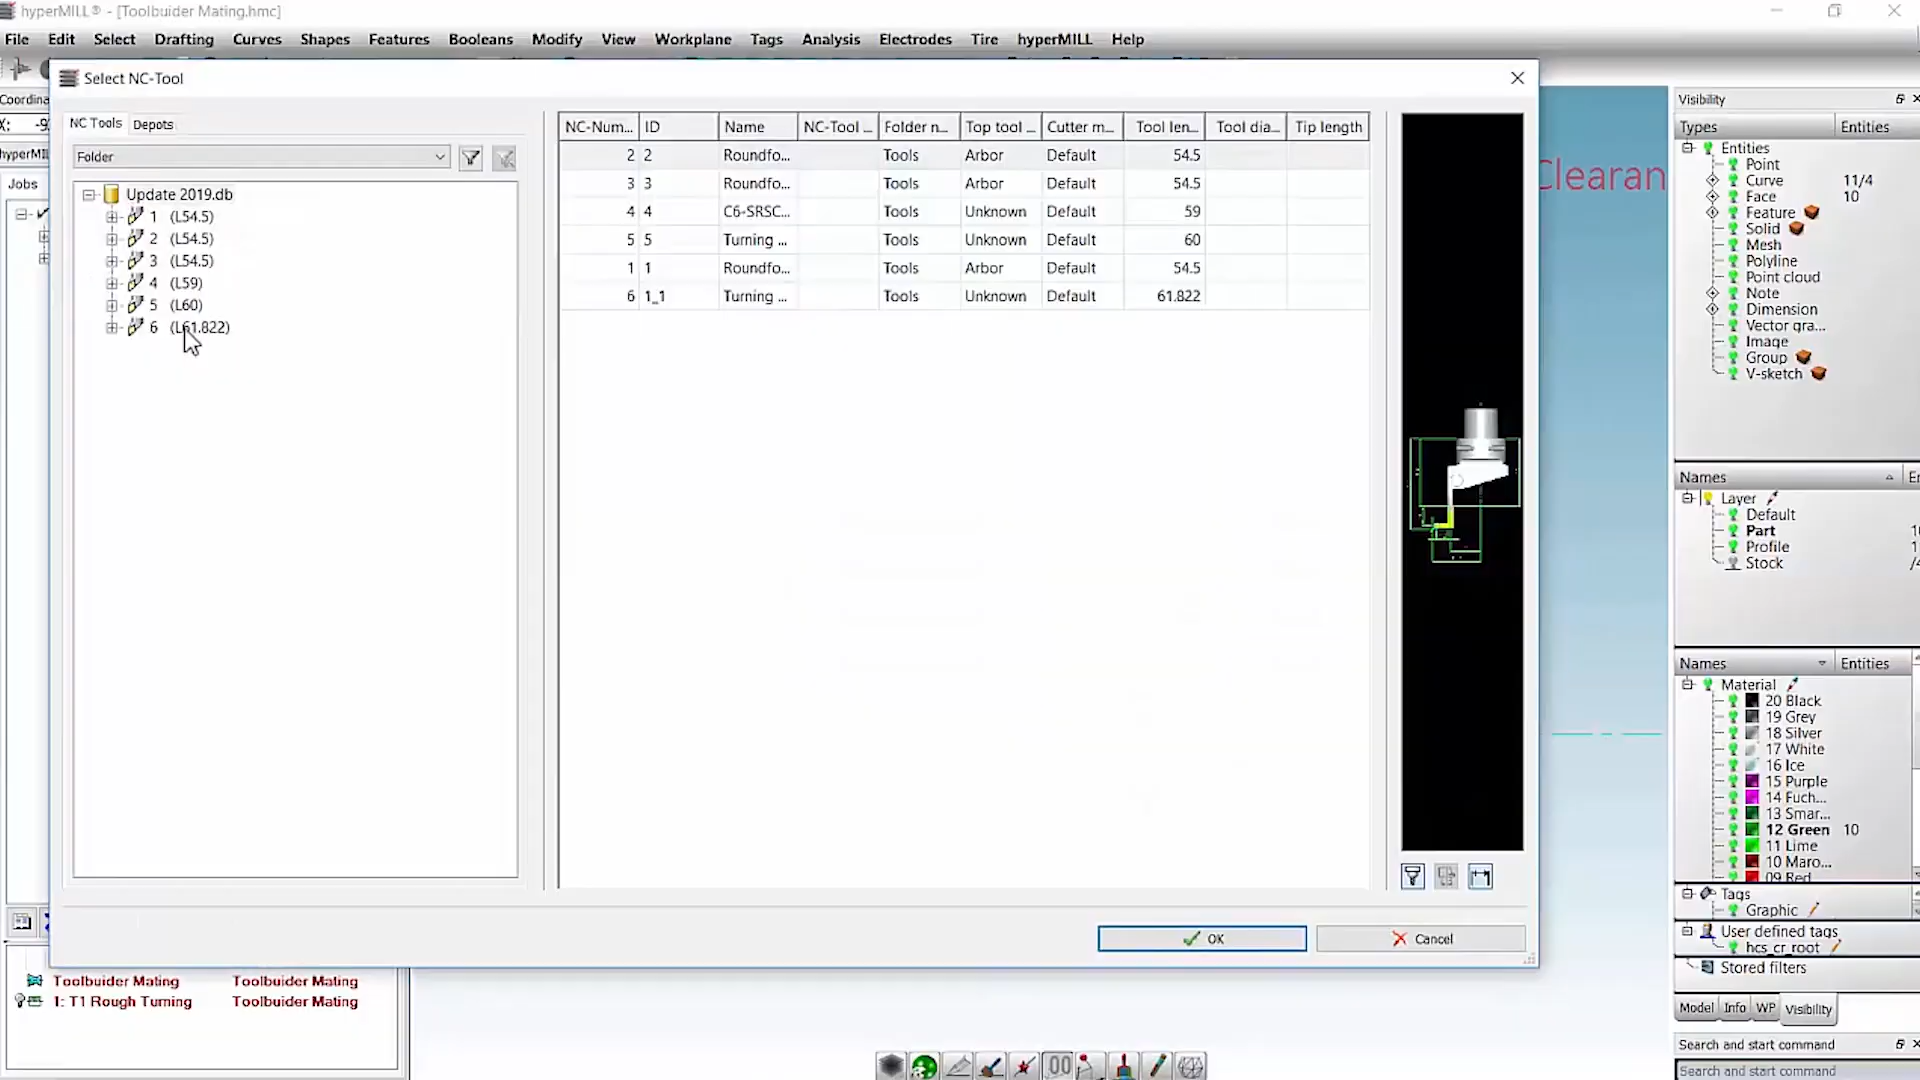 hyperMILL® - [Toolbuider Mating.hmc]
File Edit Select Drafting Curves Shapes Features Booleans Modify View Workplane Tags Analysis Electrodes Tire hyperMILL Help
Select NC-Tool
Coordina
X: -9
hyperMIL
Jobs
NC Tools Depots
Folder
Update 2019.db
1 (L54.5)
2 (L54.5)
3 (L54.5)
4 (L59)
5 (L60)
6 (L61.822)
NC-Num... ID Name NC-Tool ... Folder n... Top tool ... Cutter m... Tool len... Tool dia... Tip length
2 2 Roundfo... Tools Arbor Default 54.5
3 3 Roundfo... Tools Arbor Default 54.5
4 4 C6-SRSC... Tools Unknown Default 59
5 5 Turning ... Tools Unknown Default 60
1 1 Roundfo... Tools Arbor Default 54.5
6 1_1 Turning ... Tools Unknown Default 61.822
OK Cancel
Clearan
Toolbuider Mating Toolbuider Mating
1: T1 Rough Turning Toolbuider Mating
Visibility
Types Entities
Entities
Point
Curve 11/4
Face 10
Feature
Solid
Mesh
Polyline
Point cloud
Note
Dimension
Vector gra...
Image
Group
V-sketch
Names
Layer
Default
Part
Profile
Stock
Names Entities
Material
20 Black
19 Grey
18 Silver
17 White
16 Ice
15 Purple
14 Fuch...
13 Smar...
12 Green 10
11 Lime
10 Maro...
09 Red
Tags
Graphic
User defined tags
hcs_cr_root
Stored filters
Model Info WP Visibility
Search and start command
Search and start command